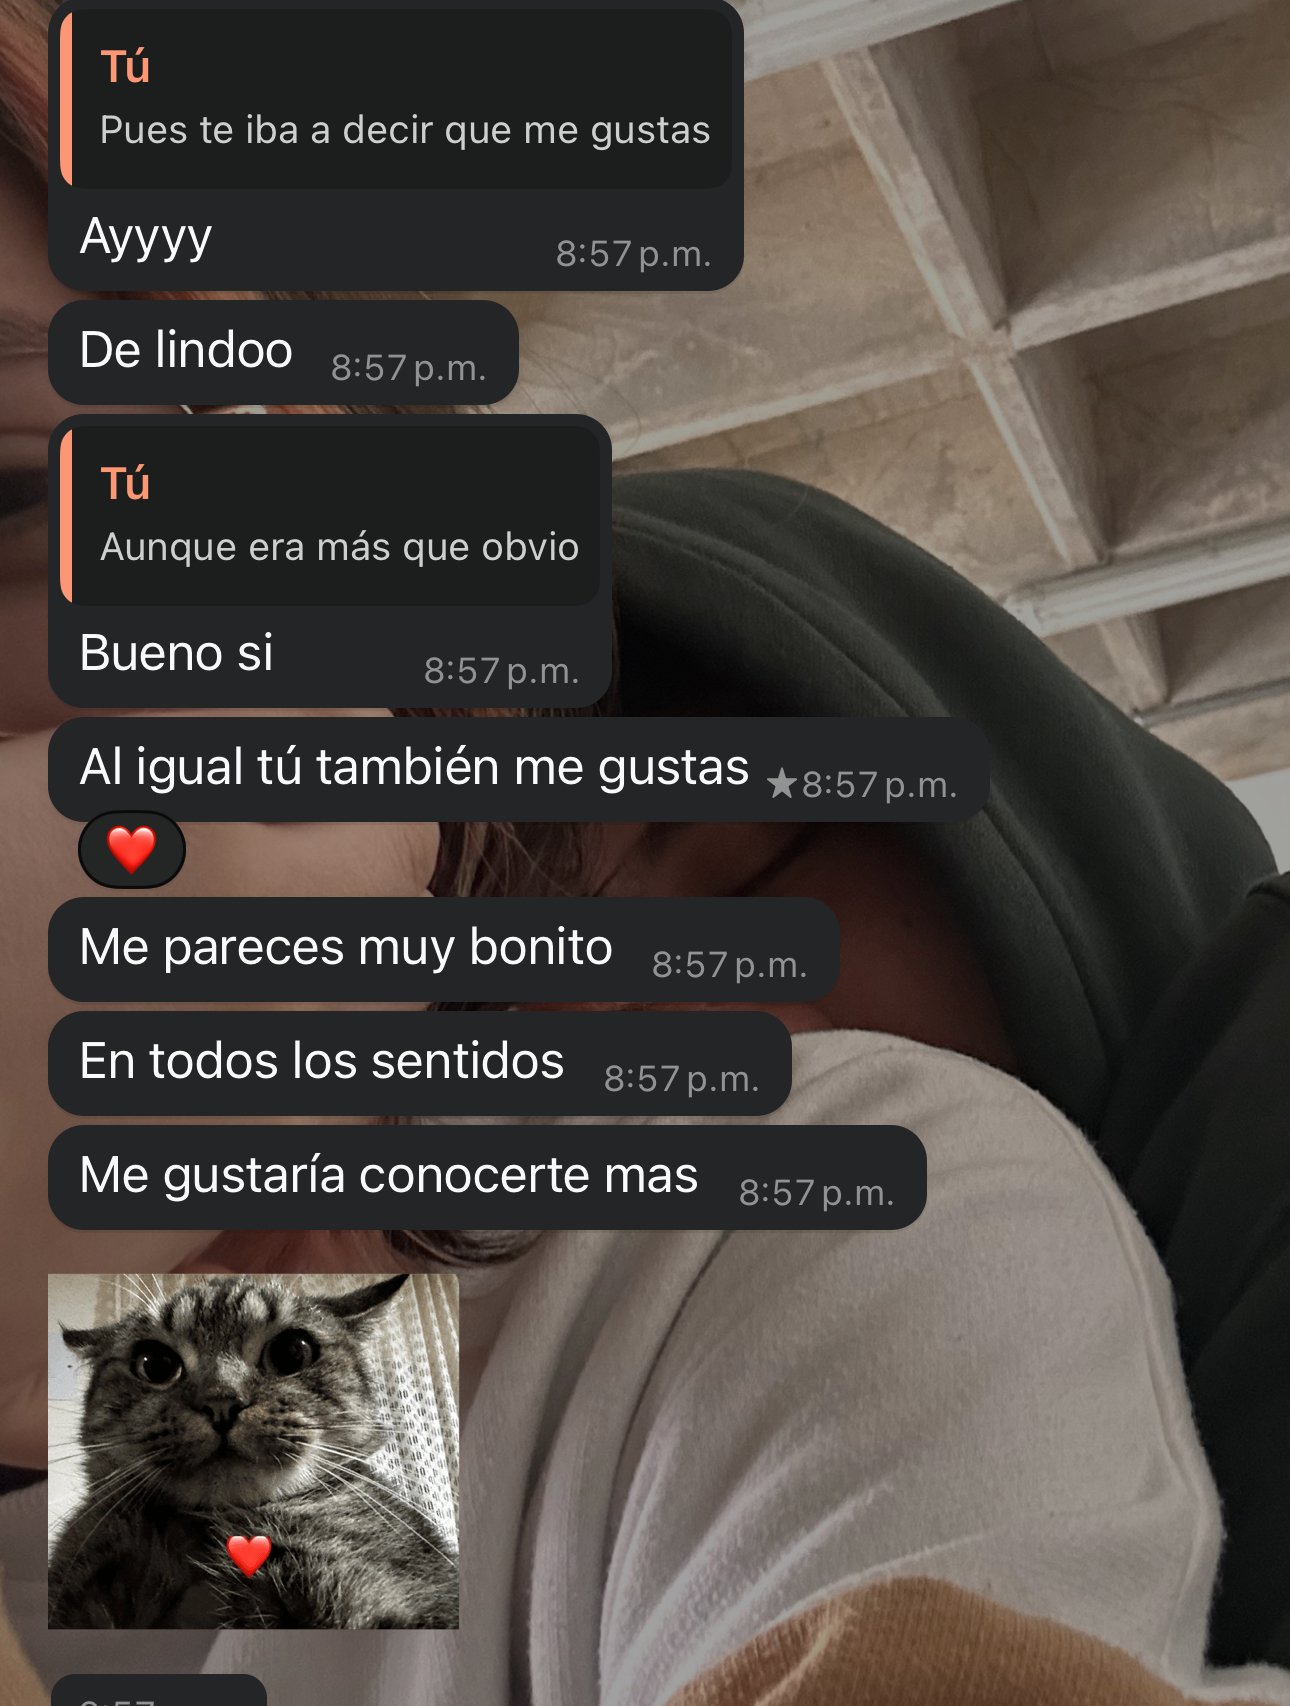 Tú
Pues te iba a decir que me gustas
Ayyyy 8:57 p.m.
De lindoo 8:57 p.m.
Tú
Aunque era más que obvio
Bueno si 8:57 p.m.
Al igual tú también me gustas ★8:57 p.m.
❤️
Me pareces muy bonito 8:57 p.m.
En todos los sentidos 8:57 p.m.
Me gustaría conocerte mas 8:57 p.m.
❤️